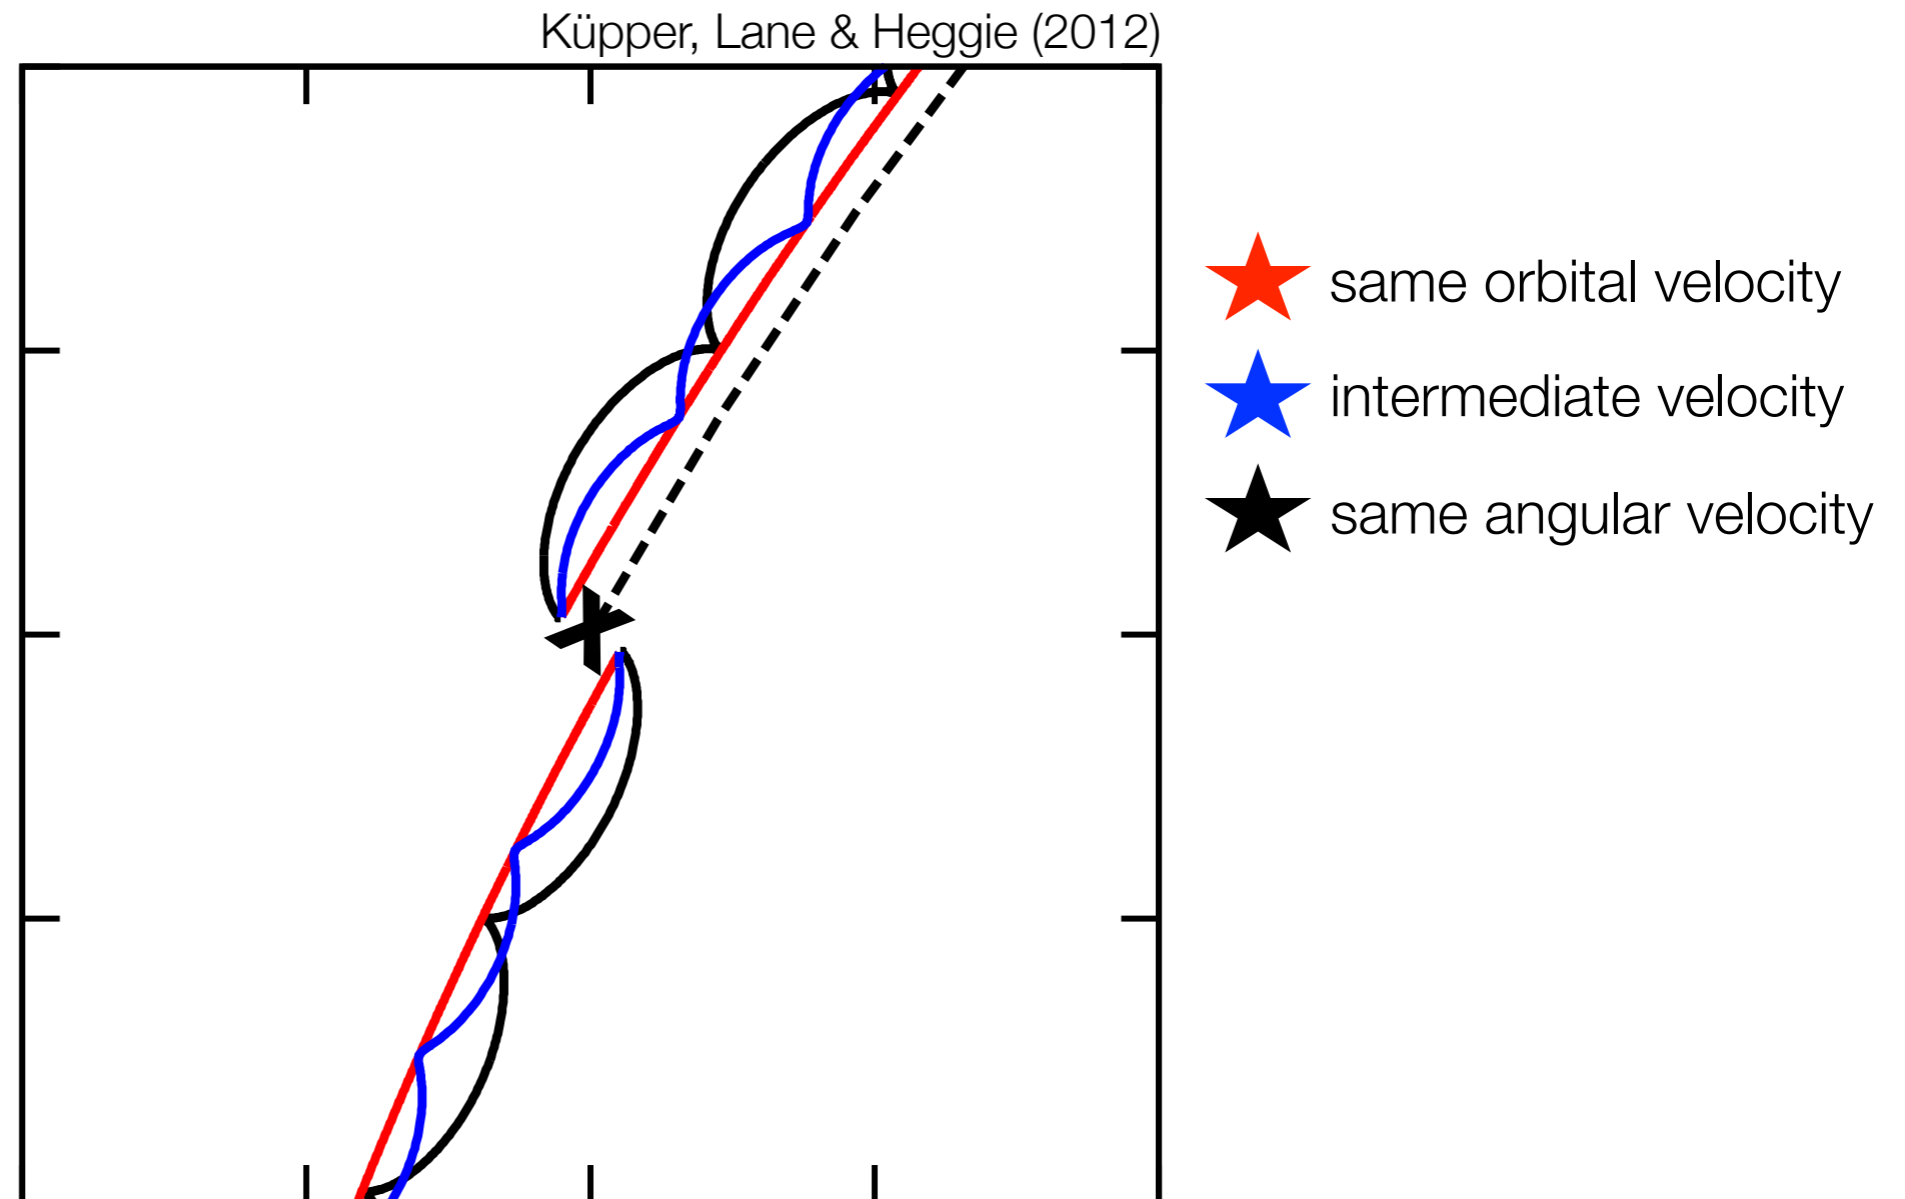 Küpper, Lane & Heggie (2012)
same orbital velocity
intermediate velocity
same angular velocity